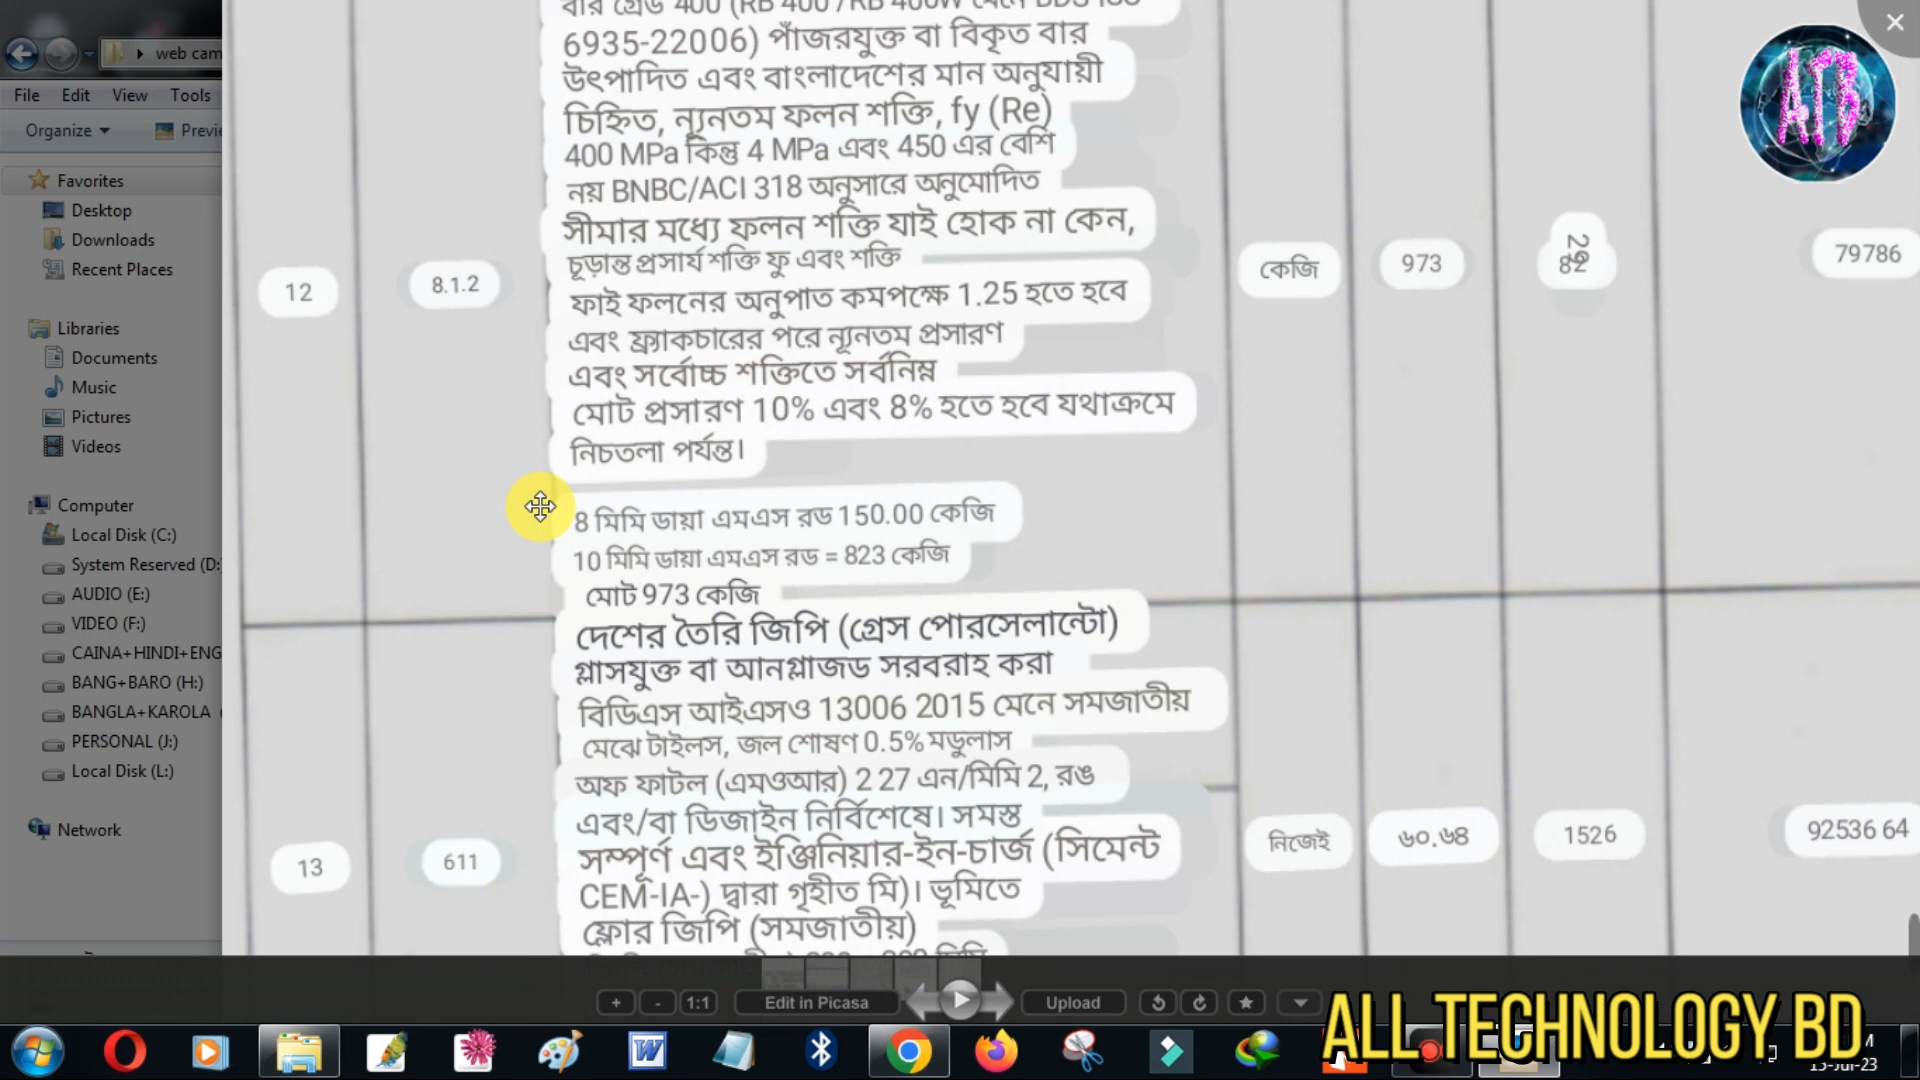 web cam
File Edit View Tools
Organize
Favorites
Desktop
Downloads
Recent Places
Libraries
Documents
Music
Pictures
Videos
Computer
Local Disk (C:)
System Reserved (D:
AUDIO (E:)
VIDEO (F:)
CAINA+HINDI+ENG
BANG+BARO (H:)
BANGLA+KAROLA
PERSONAL (J:)
Local Disk (L:)
Network
6935-22006) পাঁজরযুক্ত বা বিকৃত বার
উৎপাদিত এবং বাংলাদেশের মান অনুযায়ী
চিহ্নিত, ন্যূনতম ফলন শক্তি, fy (Re)
400 MPa কিন্তু 4 MPa এবং 450 এর বেশি
নয় BNBC/ACI 318 অনুসারে অনুমোদিত
সীমার মধ্যে ফলন শক্তি যাই হোক না কেন,
চূড়ান্ত প্রসার্য শক্তি ফু এবং শক্তি
ফাই ফলনের অনুপাত কমপক্ষে 1.25 হতে হবে
এবং ফ্র্যাকচারের পরে ন্যূনতম প্রসারণ
এবং সর্বোচ্চ শক্তিতে সর্বনিম্ন
মোট প্রসারণ 10% এবং 8% হতে হবে যথাক্রমে
নিচতলা পর্যন্ত।
12 8.1.2 কেজি 973 82 79786
8 মিমি ডায়া এমএস রড 150.00 কেজি
10 মিমি ডায়া এমএস রড = 823 কেজি
মোট 973 কেজি
দেশের তৈরি জিপি (গ্রেস পোরসেলান্টো)
গ্লাসযুক্ত বা আনগ্লাজড সরবরাহ করা
বিডিএস আইএসও 13006 2015 মেনে সমজাতীয়
মেঝে টাইলস, জল শোষণ 0.5% মডুলাস
অফ ফাটল (এমওআর) 2 27 এন/মিমি 2, রঙ
এবং/বা ডিজাইন নির্বিশেষে। সমস্ত
সম্পূর্ণ এবং ইঞ্জিনিয়ার-ইন-চার্জ (সিমেন্ট
CEM-IA-) দ্বারা গৃহীত মি)। ভূমিতে
ফ্লোর জিপি (সমজাতীয়)
13 611 নিজেই ৬০.৬৪ 1526 92536 64
+ - 1:1 Edit in Picasa Upload
ALL TECHNOLOGY BD